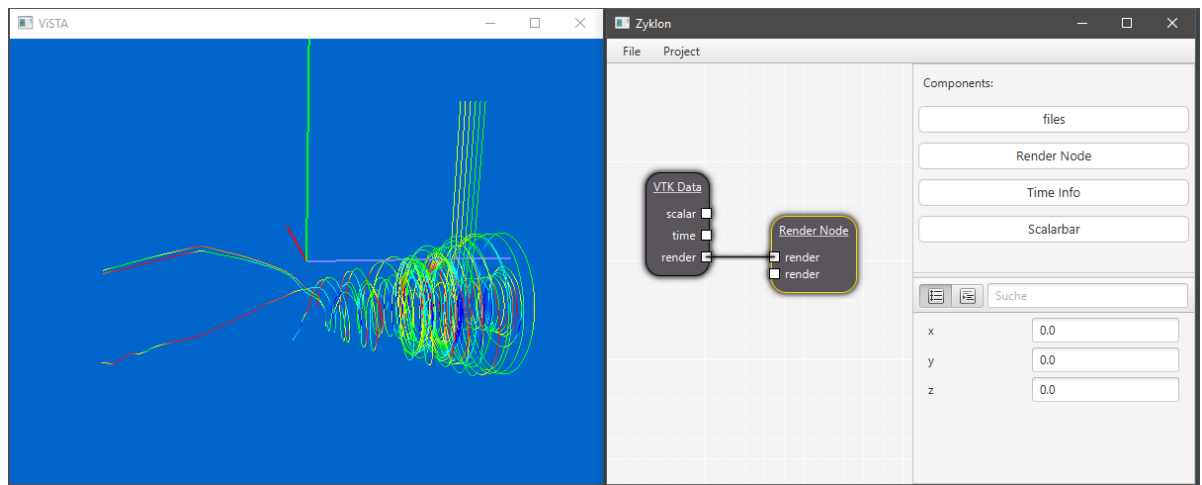 ViSTA
Zyklon
File Project
Components:
files
Render Node
Time Info
Scalarbar
VTK Data
scalar
time
render
Render Node
render
render
Suche
x 0.0
y 0.0
z 0.0